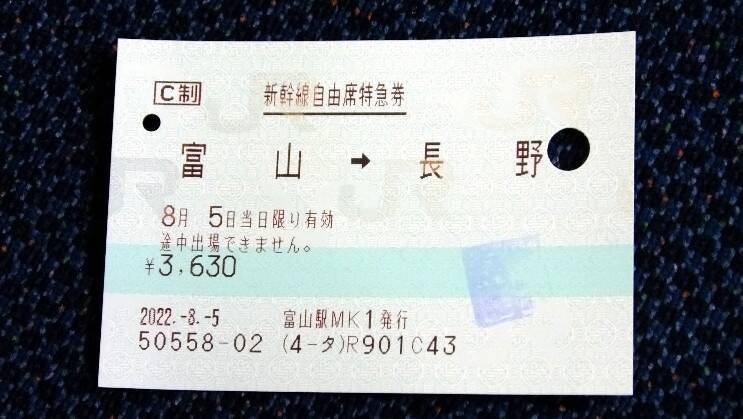 C制 新幹線自由席特急券
富山 → 長野
8月 5日当日限り有効
途中出場できません。
¥3,630
2022.-8.-5 富山駅MK1発行
50558-02 (4-タ)R901C43